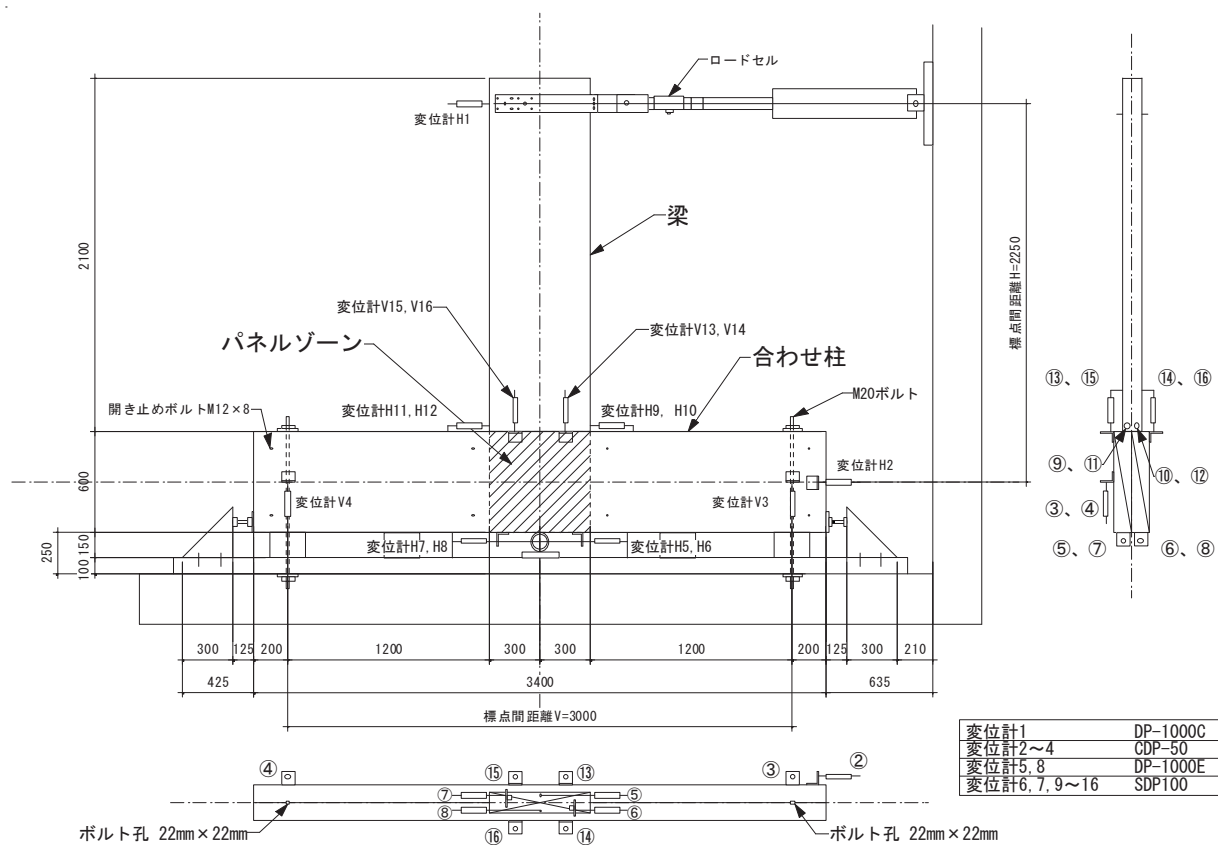 ロードセル
変位計H1
梁
2100
標点間距離H=2250
変位計V15,V16
変位計V13,V14
パネルゾーン
合わせ柱
⑬、⑮
⑭、⑯
M20ボルト
開き止めボルトM12×8
変位計H11,H12
変位計H9, H10
変位計H2
⑨、⑪
⑩、⑫
600
変位計V4
変位計V3
③、④
変位計H7,H8
変位計H5,H6
⑤、⑦
⑥、⑧
250
150
100
300
125
200
1200
300
300
1200
200
125
300
210
425
3400
635
標点間距離V=3000
変位計1 DP-1000C
変位計2～4 CDP-50
変位計5,8 DP-1000E
変位計6,7,9～16 SDP100
④
⑮
⑬
③
②
⑦
⑤
⑧
⑥
ボルト孔 22mm×22mm
⑯
⑭
ボルト孔 22mm×22mm